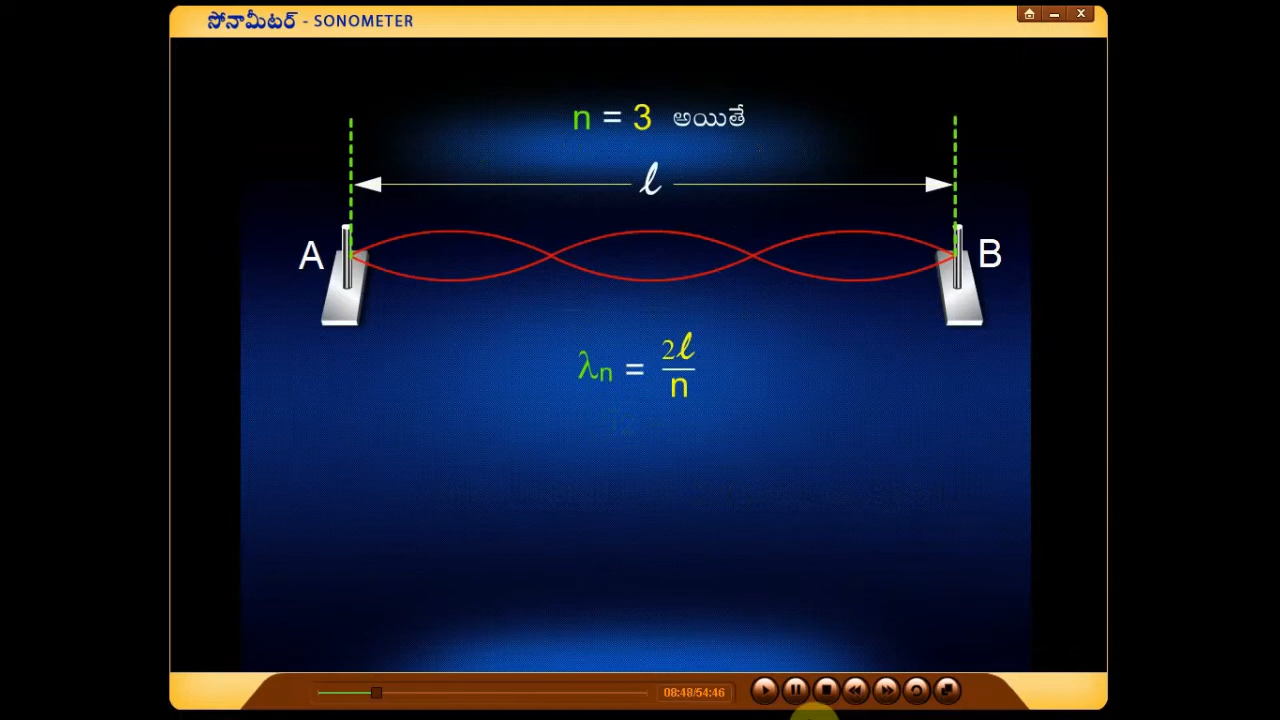 సోనామీటర్ - SONOMETER
n = 3 అయితే
ℓ
A
B
λn = 2ℓ/n
08:48/54:46